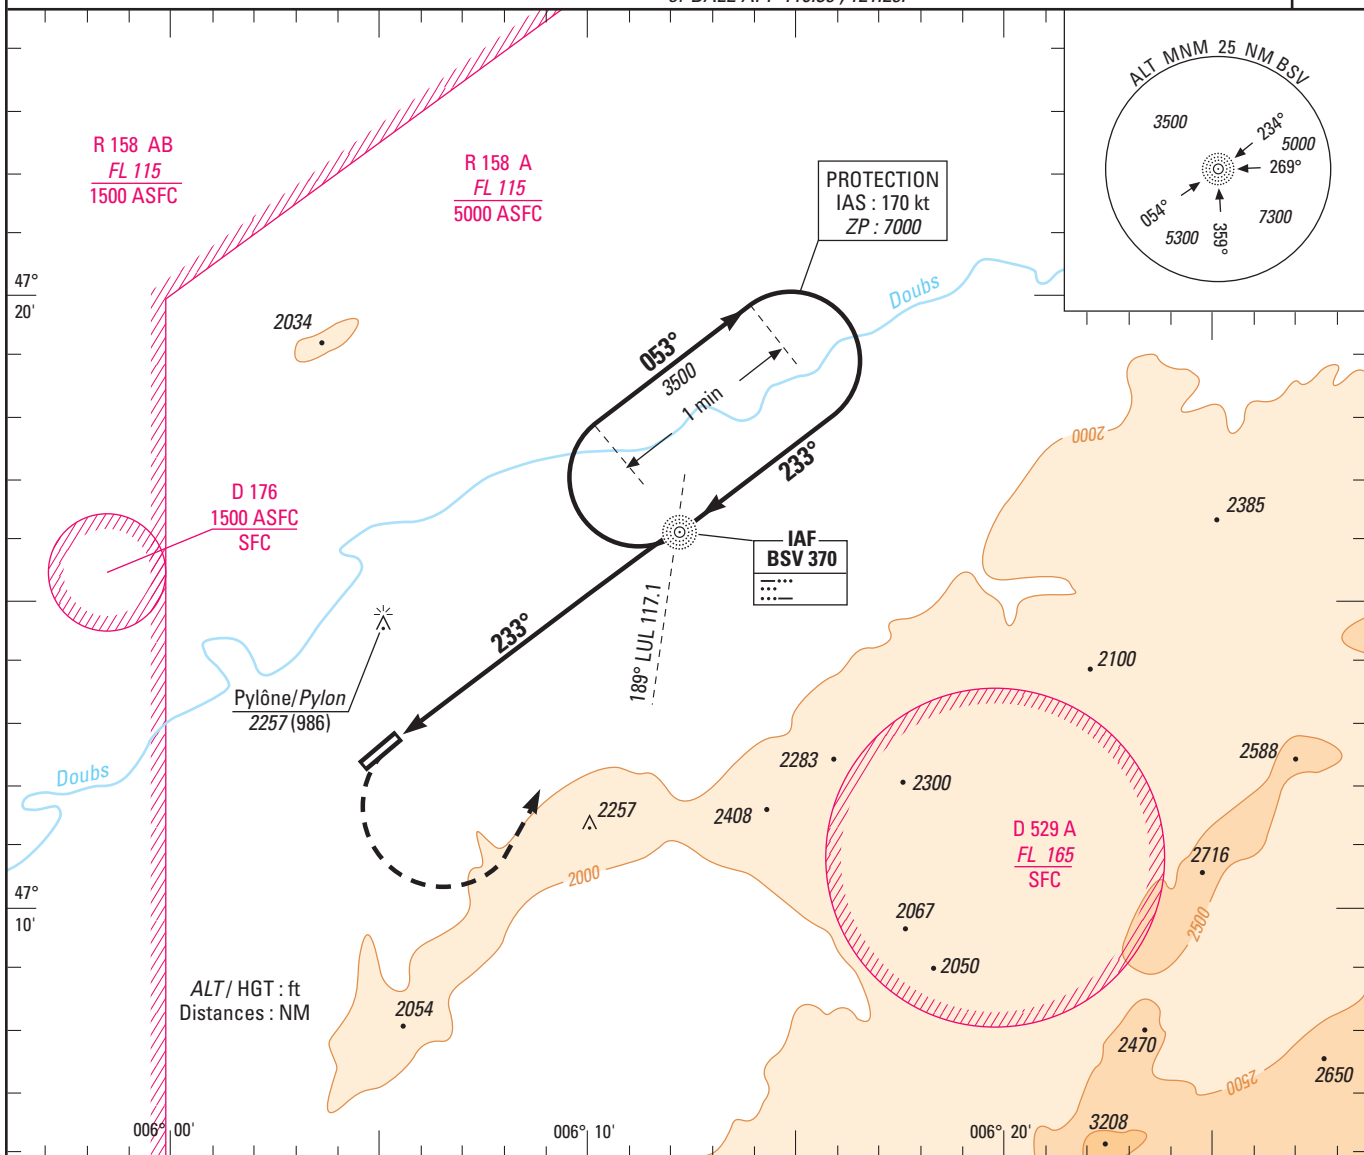 ALT MNM 25 NM BSV
3500
234°
5000
269°
054°
5300
359°
7300
R 158 AB
FL 115
1500 ASFC
R 158 A
FL 115
5000 ASFC
PROTECTION
IAS : 170 kt
ZP : 7000
47°
20'
2034
Doubs
053°
3500
1 min
233°
2000
2385
D 176
1500 ASFC
SFC
IAF
BSV 370
189° LUL 117.1
233°
2100
Pylône/Pylon
2257 (986)
Doubs
2283
2300
2588
2408
2257
D 529 A
FL 165
SFC
2716
2000
47°
10'
2067
2500
2050
ALT / HGT : ft
Distances : NM
2054
2470
2500
2650
3208
006° 00'
006° 10'
006° 20'